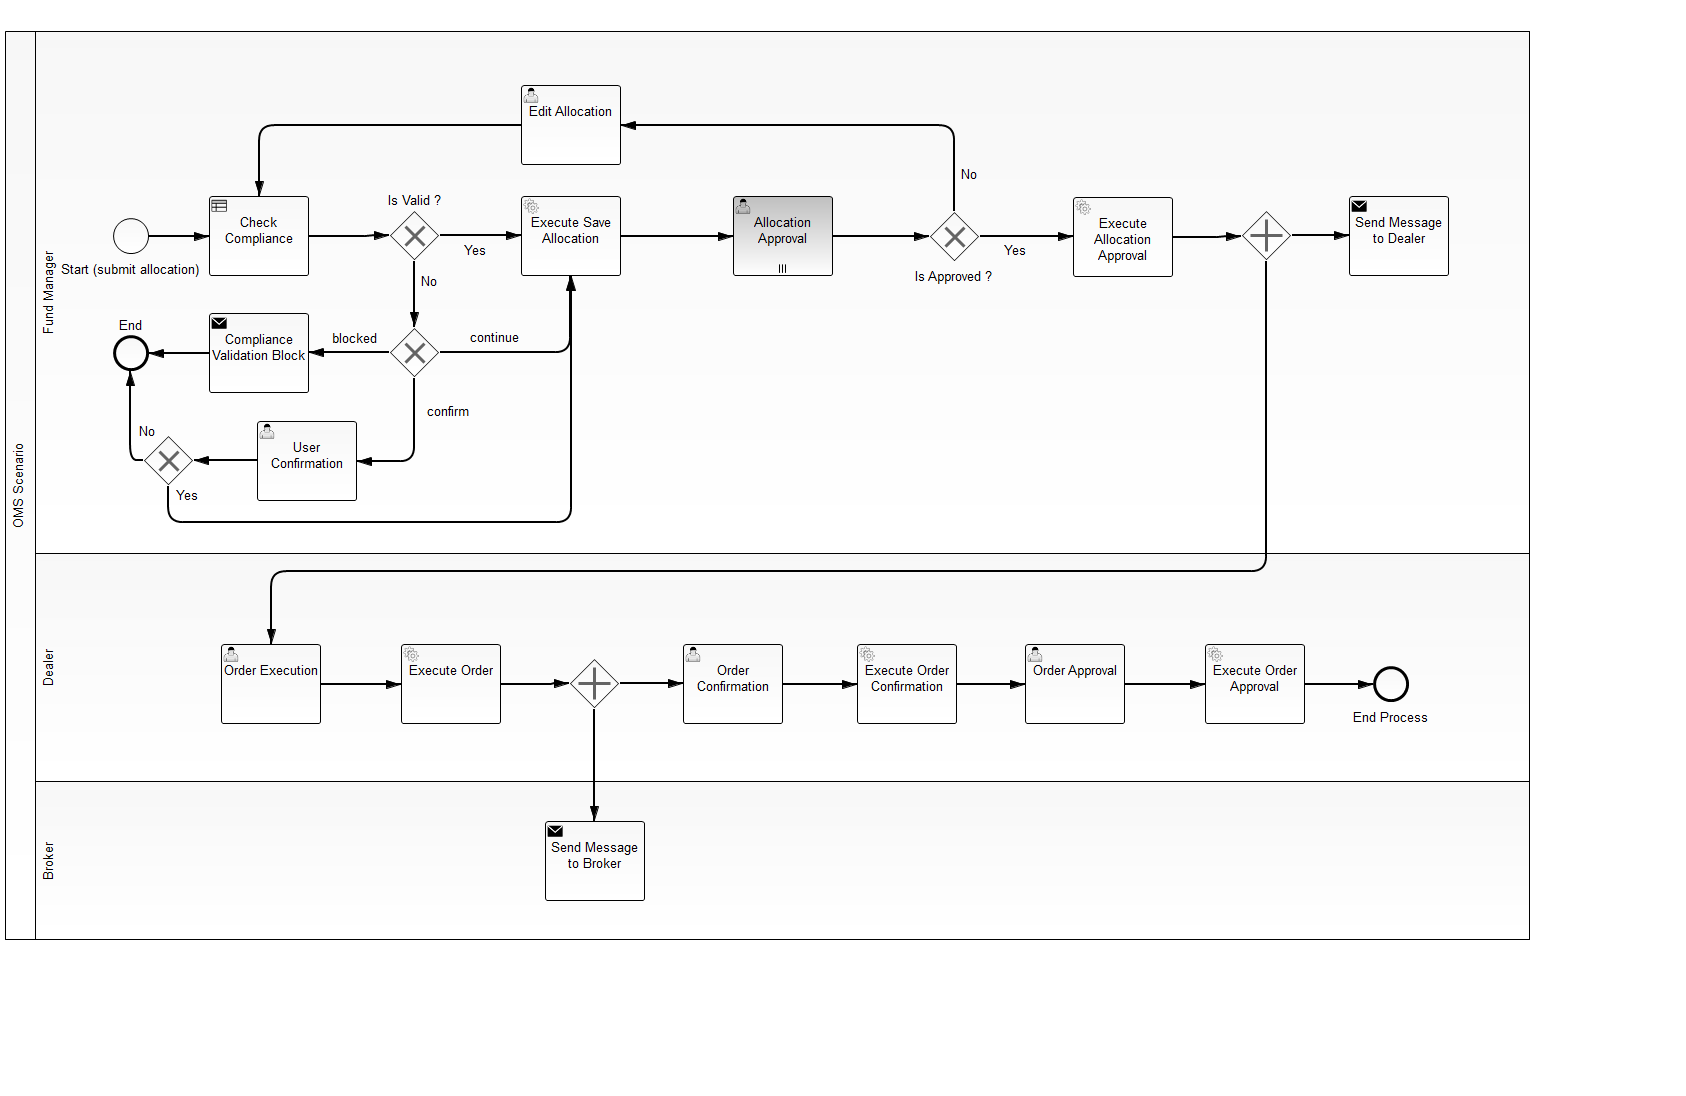 OMS Scenario
Fund Manager
Edit Allocation
No
Is Valid ?
Check
Compliance
Execute Save
Allocation
Allocation
Approval
Execute
Allocation
Approval
Send Message
to Dealer
Yes
Yes
Start (submit allocation)
Is Approved ?
No
End
Compliance
Validation Block
blocked
continue
confirm
No
User
Confirmation
Yes
Dealer
Order Execution
Execute Order
Order
Confirmation
Execute Order
Confirmation
Order Approval
Execute Order
Approval
End Process
Broker
Send Message
to Broker